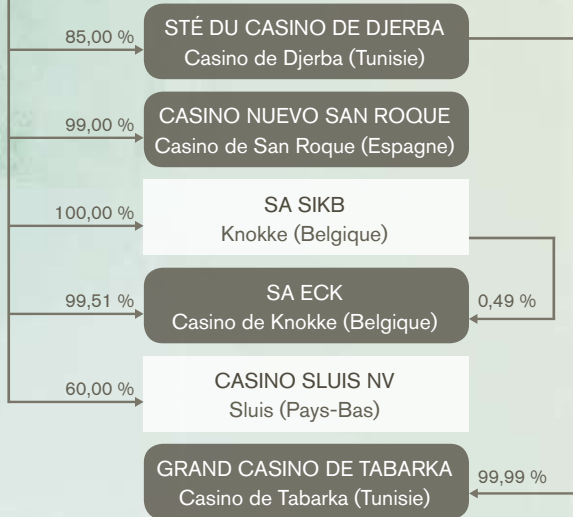 85,00 %
STÉ DU CASINO DE DJERBA
Casino de Djerba (Tunisie)
99,00 %
CASINO NUEVO SAN ROQUE
Casino de San Roque (Espagne)
100,00 %
SA SIKB
Knokke (Belgique)
99,51 %
SA ECK
Casino de Knokke (Belgique)
0,49 %
60,00 %
CASINO SLUIS NV
Sluis (Pays-Bas)
GRAND CASINO DE TABARKA
Casino de Tabarka (Tunisie)
99,99 %